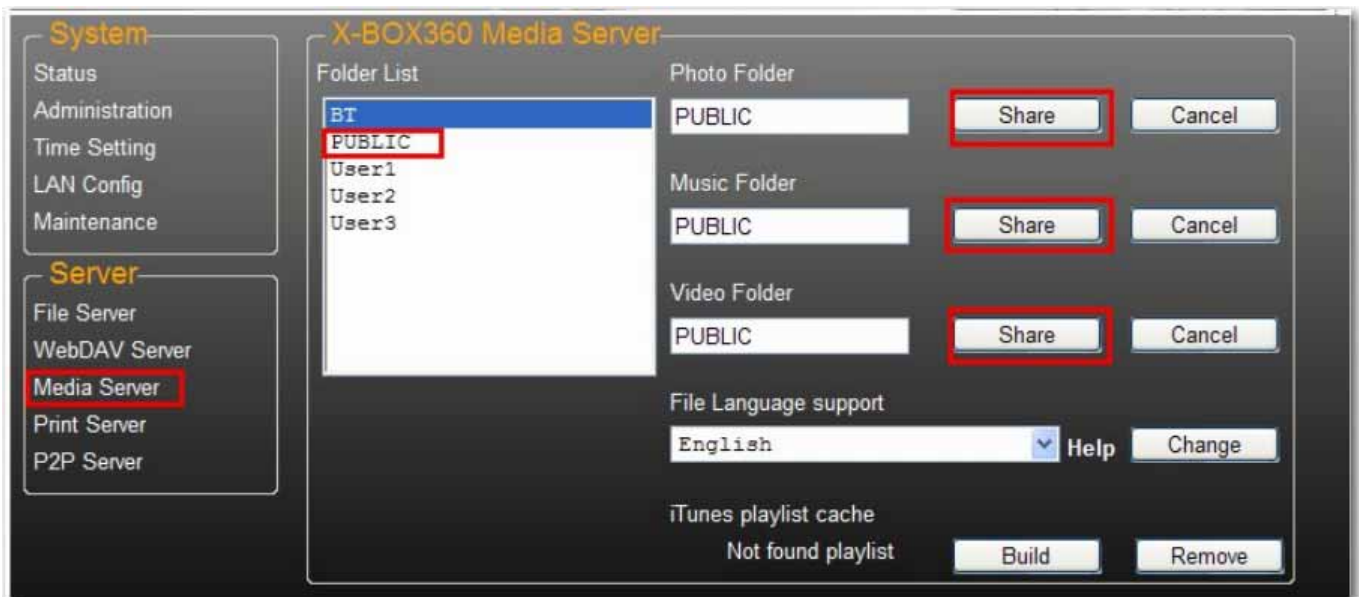 System
Status
Administration
Time Setting
LAN Config
Maintenance
Server
File Server
WebDAV Server
Media Server
Print Server
P2P Server
X-BOX360 Media Server
Folder List
BT
PUBLIC
User1
User2
User3
Photo Folder
PUBLIC Share Cancel
Music Folder
PUBLIC Share Cancel
Video Folder
PUBLIC Share Cancel
File Language support
English Help Change
iTunes playlist cache
Not found playlist Build Remove